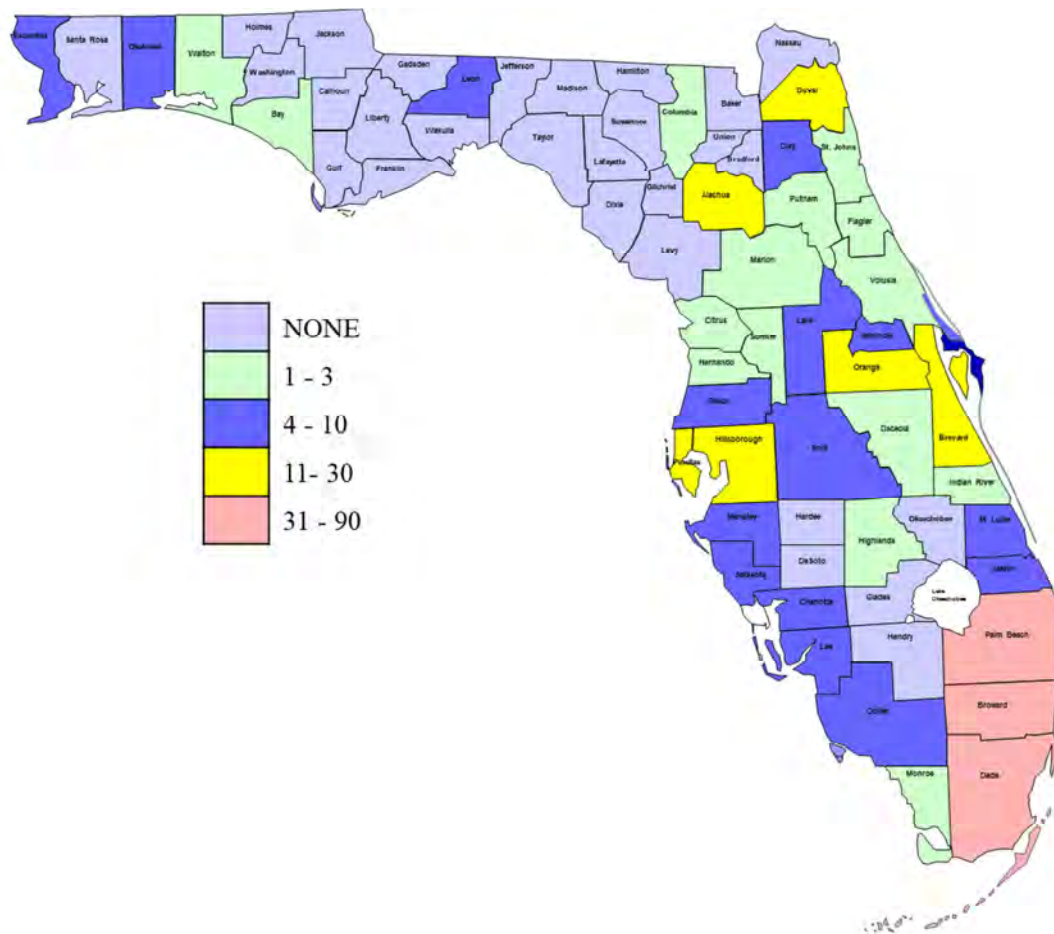 Escambia
Santa Rosa
Okaloosa
Walton
Holmes
Washington
Jackson
Bay
Calhoun
Gulf
Liberty
Gadsden
Franklin
Leon
Wakulla
Jefferson
Madison
Taylor
Hamilton
Suwannee
Lafayette
Dixie
Columbia
Gilchrist
Levy
Baker
Union
Bradford
Alachua
Nassau
Duval
Clay
St. Johns
Putnam
Flagler
Marion
Volusia
Citrus
Sumter
Lake
Seminole
Hernando
Orange
Pasco
Osceola
Brevard
Pinellas
Hillsborough
Polk
Indian River
Manatee
Hardee
Highlands
Okeechobee
St. Lucie
Sarasota
DeSoto
Martin
Charlotte
Glades
Lake
Okeechobee
Lee
Hendry
Palm Beach
Collier
Broward
Monroe
Dade
NONE
1 - 3
4 - 10
11- 30
31 - 90